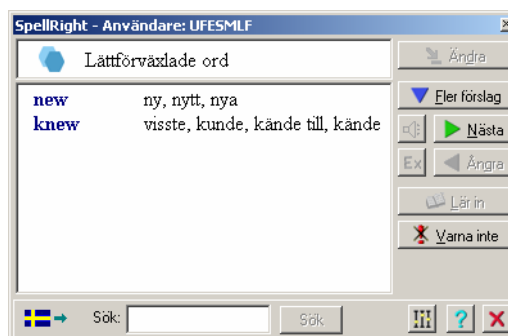 SpellRight - Användare: UFESMLF
Lättförväxlade ord
Ändra
new ny, nytt, nya
knew visste, kunde, kände till, kände
Fler förslag
Nästa
Ex Ångra
Lär in
Varna inte
Sök: Sök